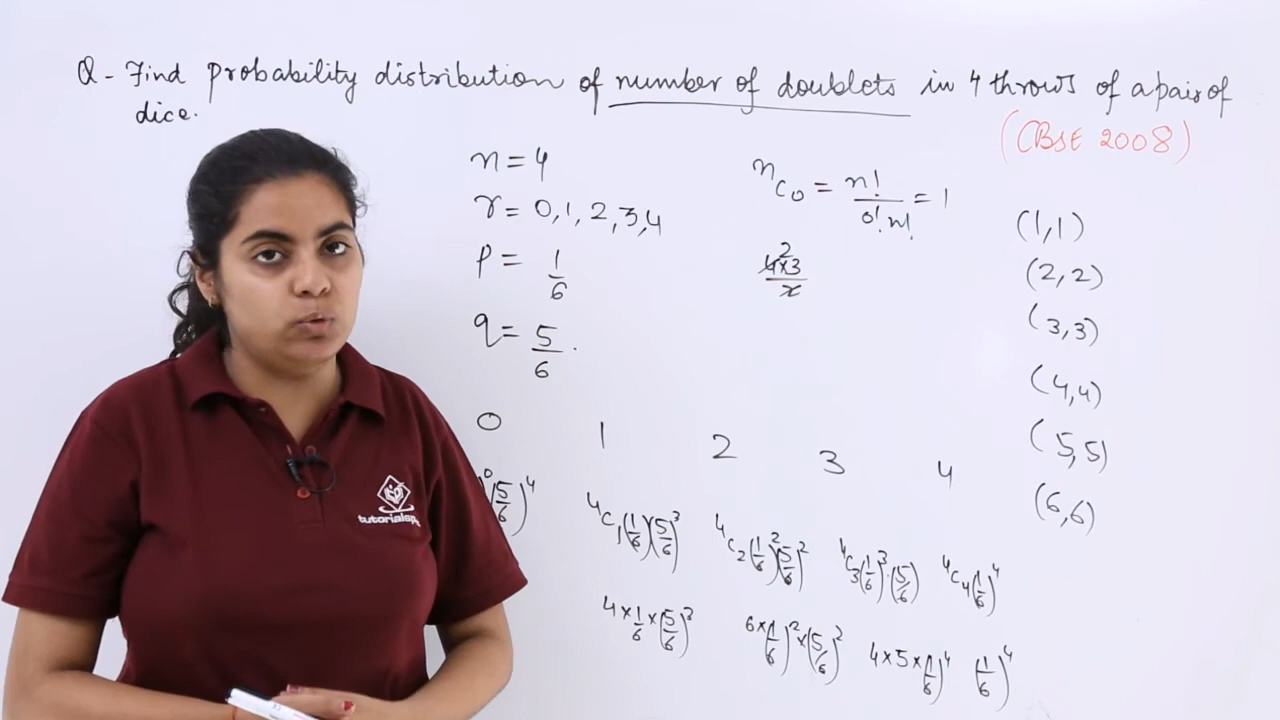 Q - Find probability distribution of number of doublets in 4 throws of a pair of
dice.
(CBSE 2008)
n = 4
r = 0, 1, 2, 3, 4
p = 1/6
q = 5/6 .
nC0 = n!/0! n! = 1
4×3/2 2
(1,1)
(2,2)
(3,3)
(4,4)
(5,5)
(6,6)
0 1 2 3 4
)⁰(5/6)⁴ ⁴C₁(1/6)(5/6)³ ⁴C₂(1/6)²(5/6)² ⁴C₃(1/6)³.(5/6) ⁴C₄(1/6)⁴
4×1/6×(5/6)³ 6×(1/6)²×(5/6)² 4×5×(1/6)⁴ (1/6)⁴
tutorialsp